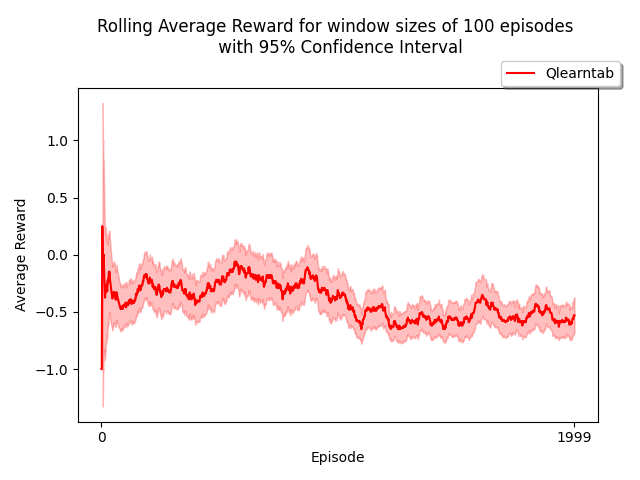 Rolling Average Reward for window sizes of 100 episodes
with 95% Confidence Interval
Qlearntab
1.0
0.5
0.0
−0.5
−1.0
Average Reward
0
1999
Episode